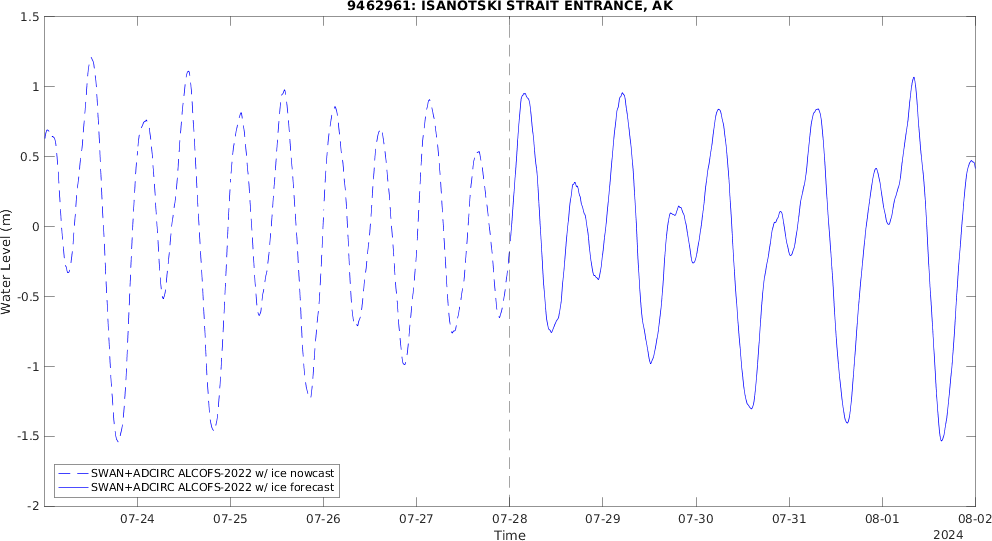 9462961: ISANOTSKI STRAIT ENTRANCE, AK
1.5
1
0.5
0
-0.5
-1
-1.5
-2
Water Level (m)
SWAN+ADCIRC ALCOFS-2022 w/ ice nowcast
SWAN+ADCIRC ALCOFS-2022 w/ ice forecast
07-24 07-25 07-26 07-27 07-28 07-29 07-30 07-31 08-01 08-02
Time
2024